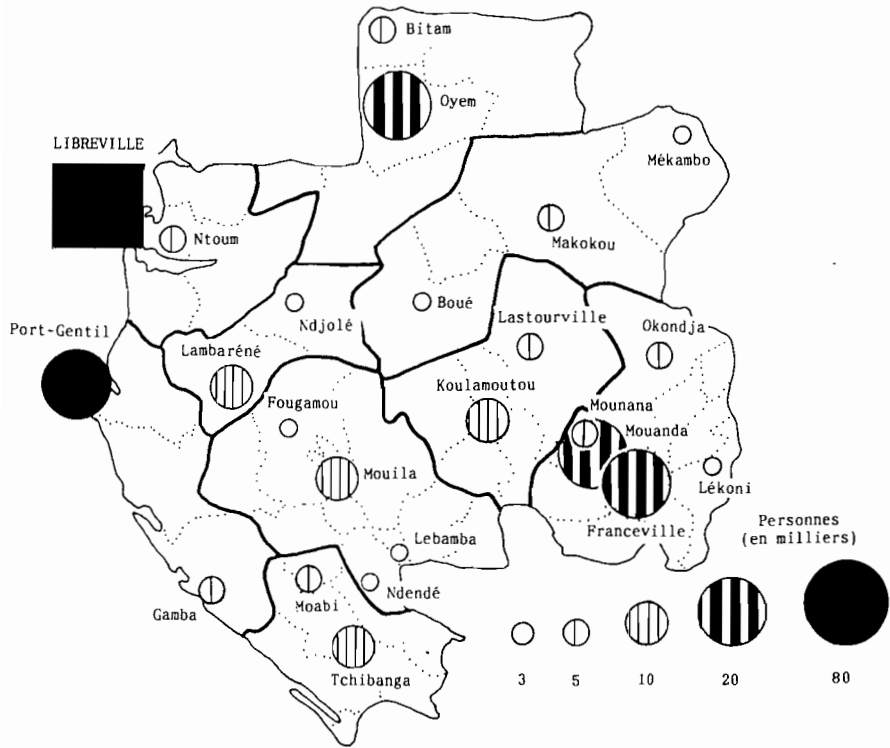 Bitam
Oyem
LIBREVILLE
Mékambo
Ntoum
Makokou
Ndjolé
Boué
Lastourville
Okondja
Port-Gentil
Lambaréné
Koulamoutou
Fougamou
Mounana
Mouanda
Mouila
Lékoni
Franceville
Personnes
(en milliers)
Lebamba
Ndendé
Moabi
Gamba
Tchibanga
3 5 10 20 80